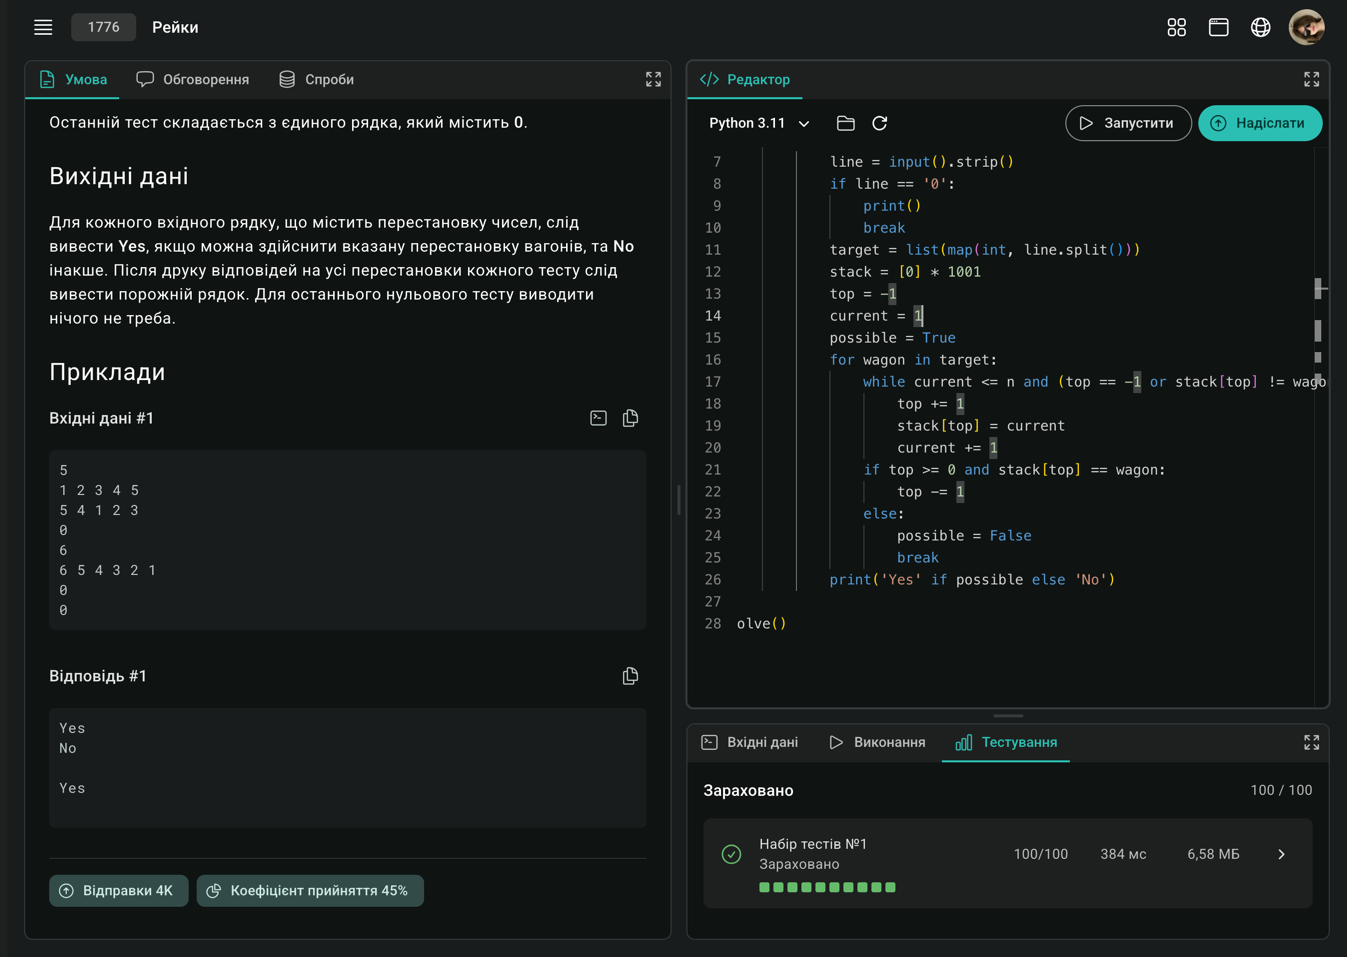 1776
Рейки
Умова
Обговорення
Спроби
Останній тест складається з єдиного рядка, який містить 0.
Вихідні дані
Для кожного вхідного рядку, що містить перестановку чисел, слід
вивести Yes, якщо можна здійснити вказану перестановку вагонів, та No
інакше. Після друку відповідей на усі перестановки кожного тесту слід
вивести порожній рядок. Для останнього нульового тесту виводити
нічого не треба.
Приклади
Вхідні дані #1
5
1 2 3 4 5
5 4 1 2 3
0
6
6 5 4 3 2 1
0
0
Відповідь #1
Yes
No
Yes
Відправки 4K
Коефіцієнт прийняття 45%
Редактор
Python 3.11
Запустити
Надіслати
7 line = input().strip()
8 if line == '0':
9 print()
10 break
11 target = list(map(int, line.split()))
12 stack = [0] * 1001
13 top = -1
14 current = 1
15 possible = True
16 for wagon in target:
17 while current <= n and (top == -1 or stack[top] != wago
18 top += 1
19 stack[top] = current
20 current += 1
21 if top >= 0 and stack[top] == wagon:
22 top -= 1
23 else:
24 possible = False
25 break
26 print('Yes' if possible else 'No')
27
28 olve()
Вхідні дані
Виконання
Тестування
Зараховано
100 / 100
Набір тестів №1
Зараховано
100/100
384 мс
6,58 МБ